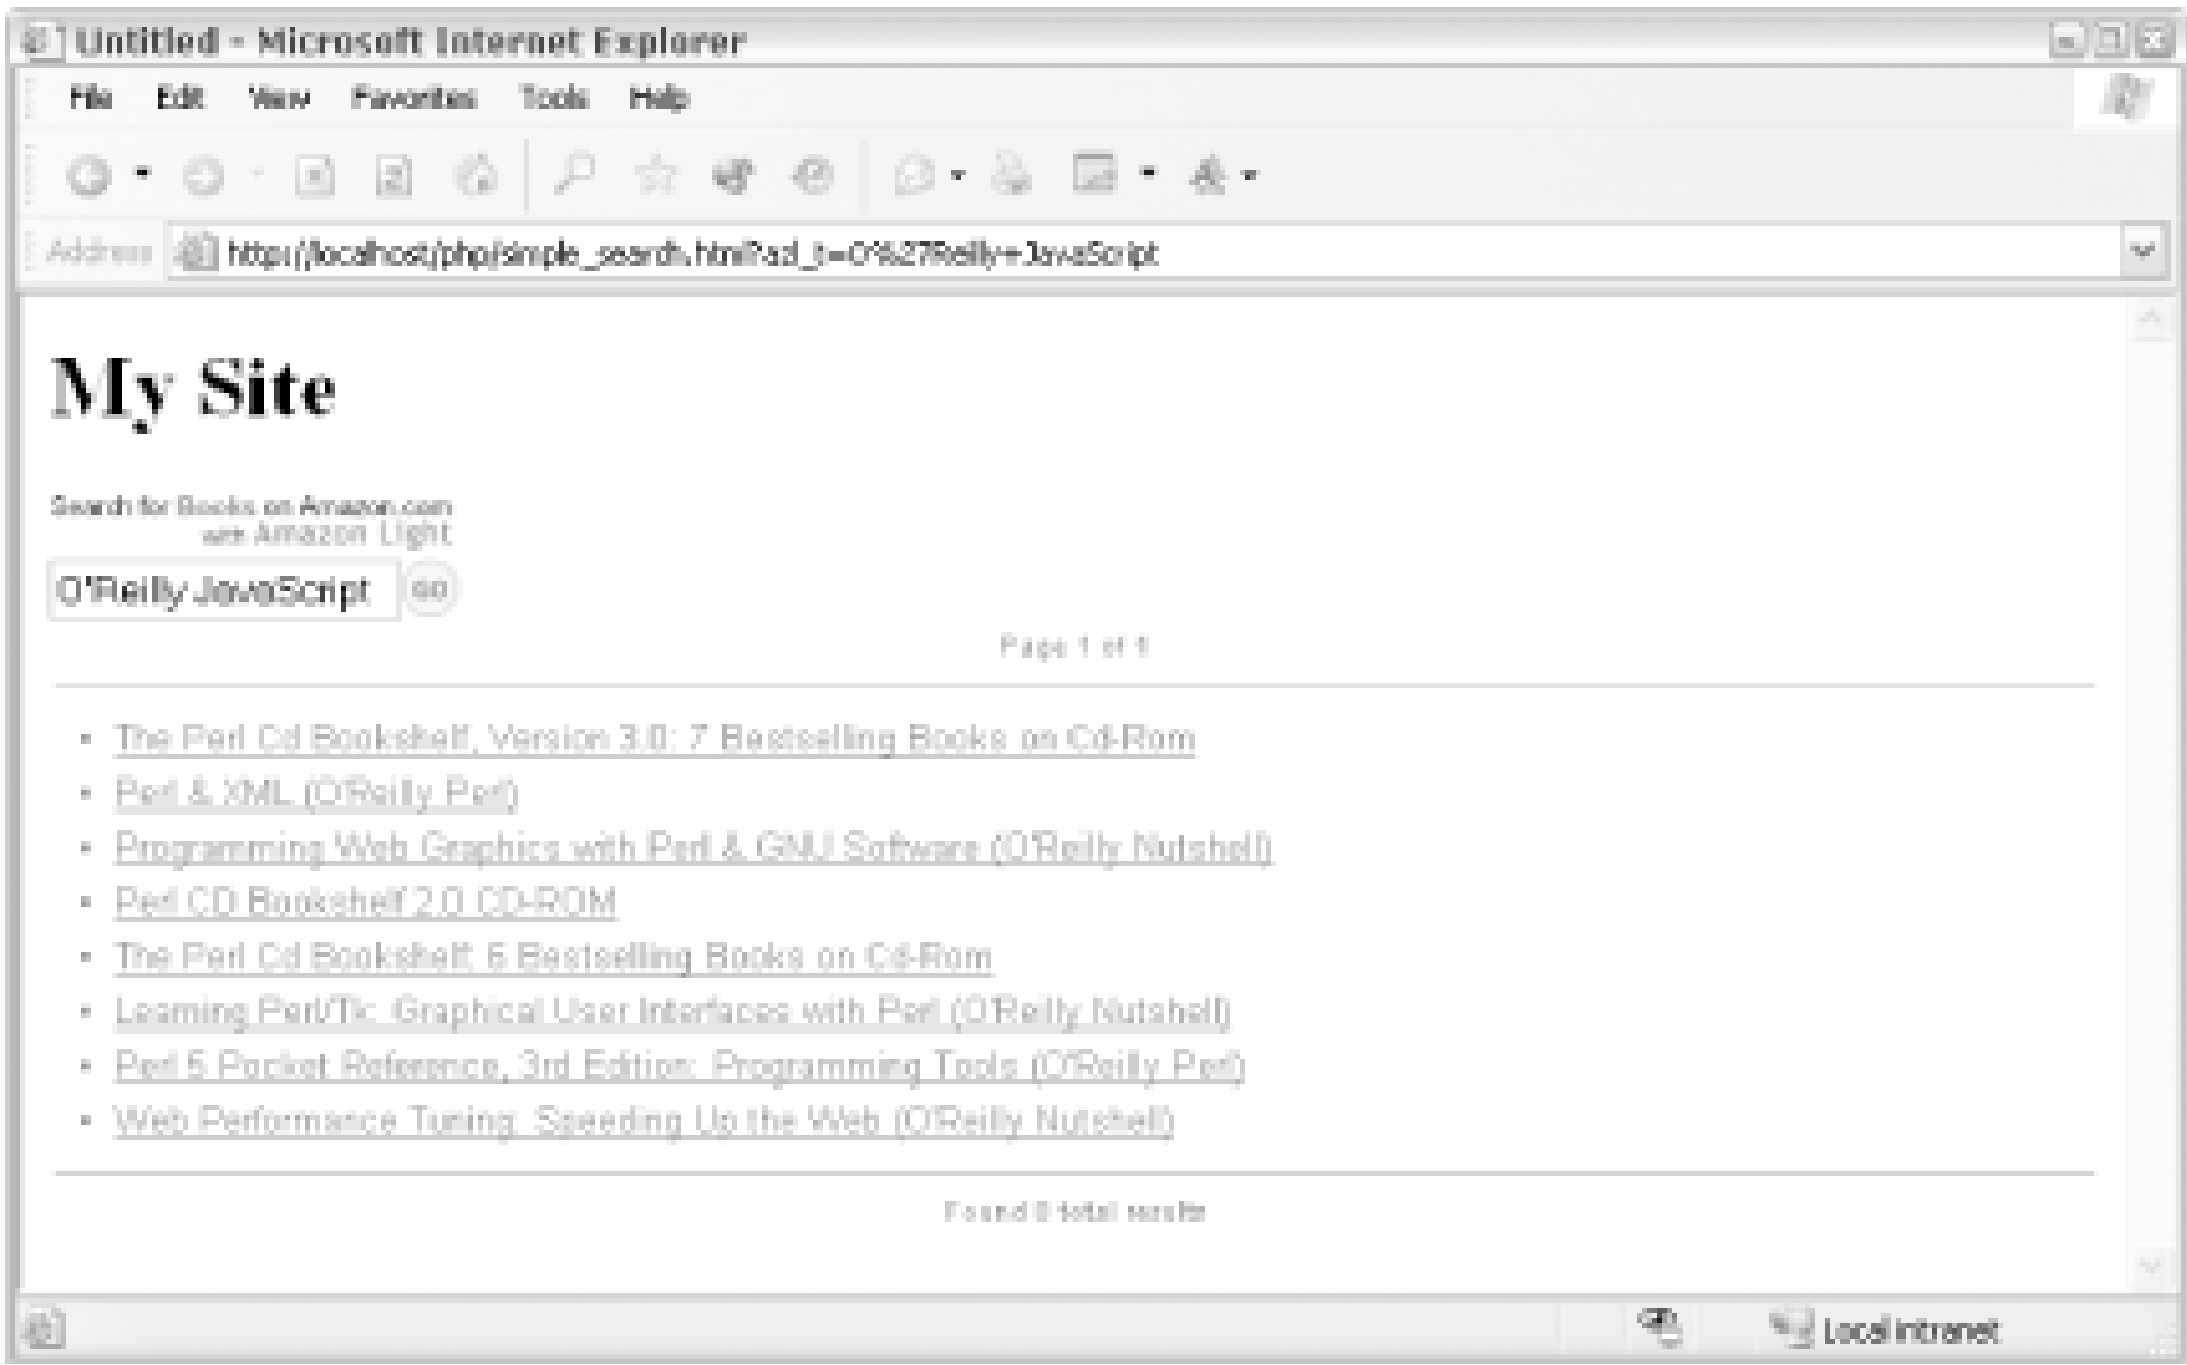 Untitled - Microsoft Internet Explorer
File Edit View Favorites Tools Help
Address http://localhost/php/simple_search.html?azl_t=O%27Reilly+JavaScript
My Site
Search for Books on Amazon.com
Amazon Light
O'Reilly JavaScript GO
Page 1 of 1
The Perl Cd Bookshelf, Version 3.0: 7 Bestselling Books on Cd-Rom
Perl & XML (O'Reilly Perl)
Programming Web Graphics with Perl & GNU Software (O'Reilly Nutshell)
Perl CD Bookshelf 2.0 CD-ROM
The Perl Cd Bookshelf: 6 Bestselling Books on Cd-Rom
Learning Perl/Tk: Graphical User Interfaces with Perl (O'Reilly Nutshell)
Perl 5 Pocket Reference, 3rd Edition: Programming Tools (O'Reilly Perl)
Web Performance Tuning: Speeding Up the Web (O'Reilly Nutshell)
Found total results
Local intranet